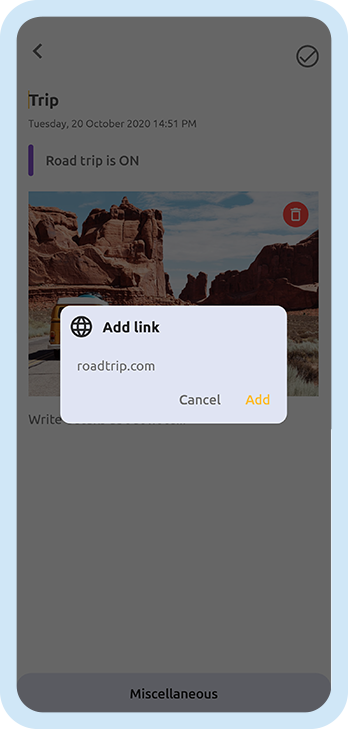 Trip
Tuesday, 20 October 2020 14:51 PM
Road trip is ON
Add link
roadtrip.com
Cancel Add
Write
Miscellaneous